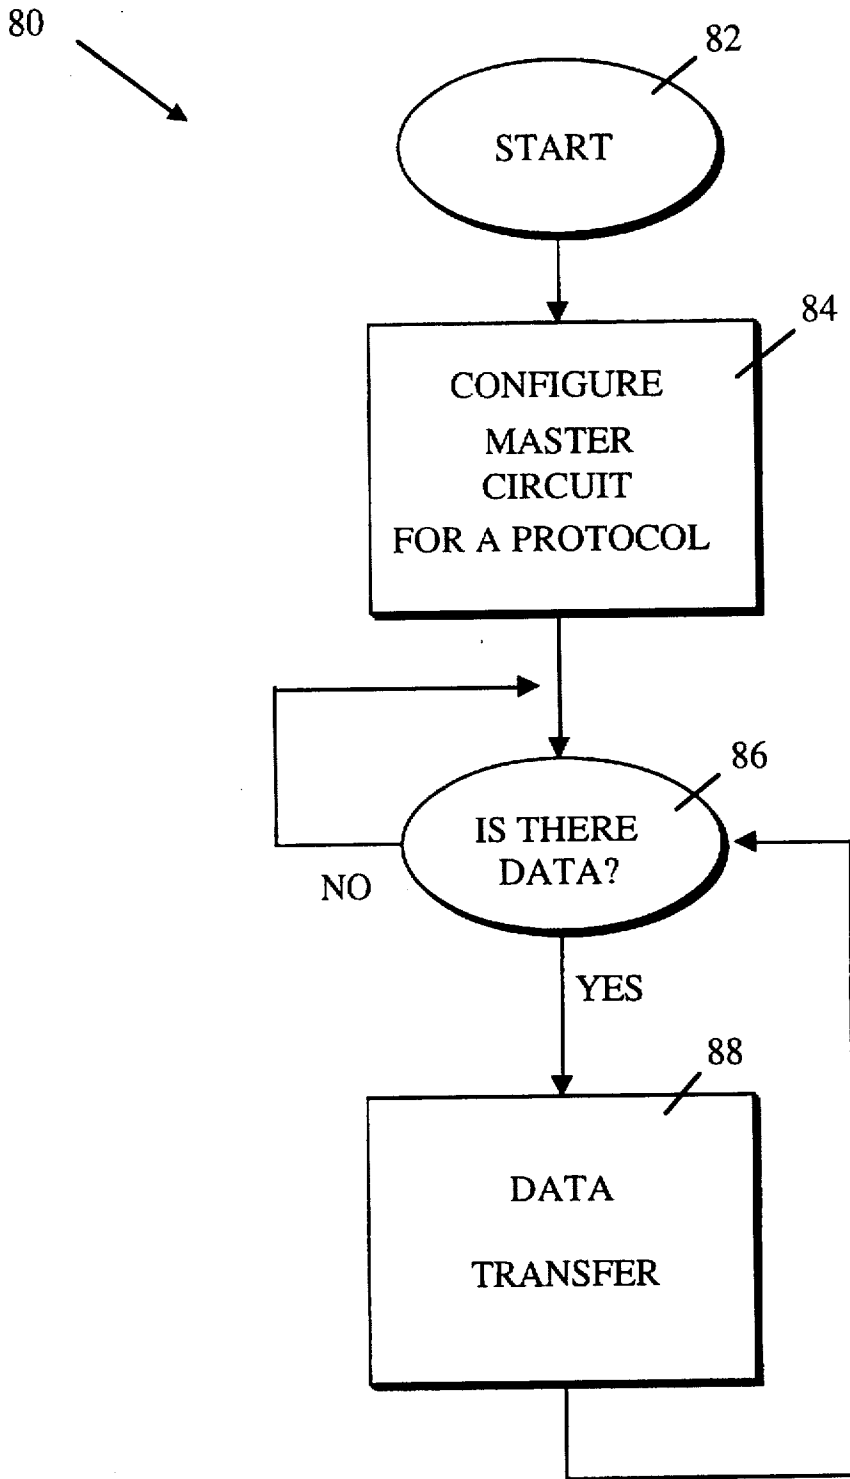 80
82
START
84
CONFIGURE
MASTER
CIRCUIT
FOR A PROTOCOL
86
IS THERE
DATA?
NO
YES
88
DATA
TRANSFER